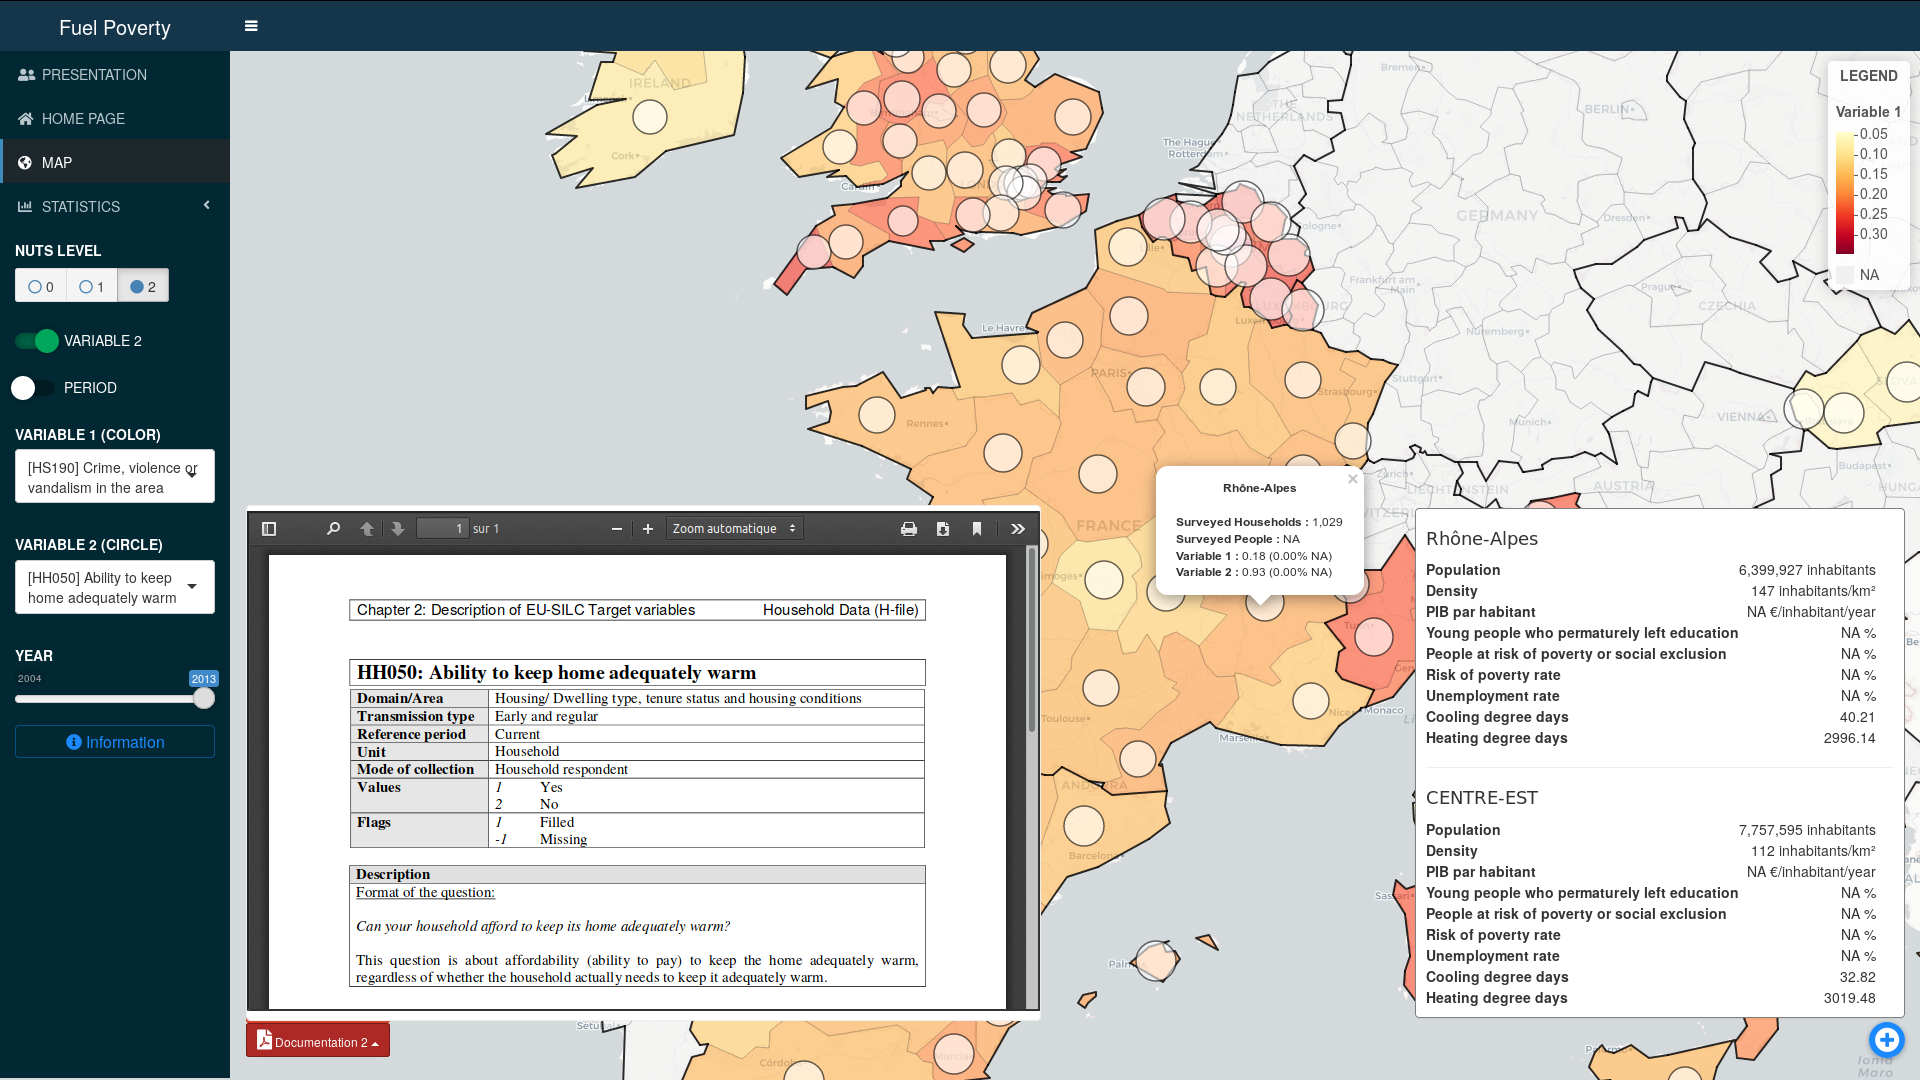 Fuel Poverty
PRESENTATION
HOME PAGE
MAP
STATISTICS
NUTS LEVEL
0 1 2
VARIABLE 2
PERIOD
VARIABLE 1 (COLOR)
[HS190] Crime, violence or
vandalism in the area
VARIABLE 2 (CIRCLE)
[HH050] Ability to keep
home adequately warm
YEAR
2004 2013
Information
IRELAND
Cork
Bremen
BERLIN
THE
NETHERLANDS
The Hague
Rotterdam
GERMANY
Dresden
Lille
Frankfurt am
Main
Prague
CZECHIA
Nuremberg
Le Havre
PARIS
Strasbourg
Stuttgart
Rennes
Munich
VIENNA
Budapest
Zurich
LIECHTENSTEIN
AUSTRIA
FRANCE
Toulouse
Nice
Monaco
Marseille
ANDORRA
Barcelona
Sassari
Murcia
Córdoba
LEGEND
Variable 1
0.05
0.10
0.15
0.20
0.25
0.30
NA
Rhône-Alpes
×
Surveyed Households : 1,029
Surveyed People : NA
Variable 1 : 0.18 (0.00% NA)
Variable 2 : 0.93 (0.00% NA)
1 sur 1
Zoom automatique
Chapter 2: Description of EU-SILC Target variables Household Data (H-file)
HH050: Ability to keep home adequately warm
Domain/Area Housing/ Dwelling type, tenure status and housing conditions
Transmission type Early and regular
Reference period Current
Unit Household
Mode of collection Household respondent
Values 1 Yes
2 No
Flags 1 Filled
-1 Missing
Description
Format of the question:
Can your household afford to keep its home adequately warm?
This question is about affordability (ability to pay) to keep the home adequately warm,
regardless of whether the household actually needs to keep it adequately warm.
Documentation 2
Rhône-Alpes
Population 6,399,927 inhabitants
Density 147 inhabitants/km²
PIB par habitant NA €/inhabitant/year
Young people who permaturely left education NA %
People at risk of poverty or social exclusion NA %
Risk of poverty rate NA %
Unemployment rate NA %
Cooling degree days 40.21
Heating degree days 2996.14
CENTRE-EST
Population 7,757,595 inhabitants
Density 112 inhabitants/km²
PIB par habitant NA €/inhabitant/year
Young people who permaturely left education NA %
People at risk of poverty or social exclusion NA %
Risk of poverty rate NA %
Unemployment rate NA %
Cooling degree days 32.82
Heating degree days 3019.48